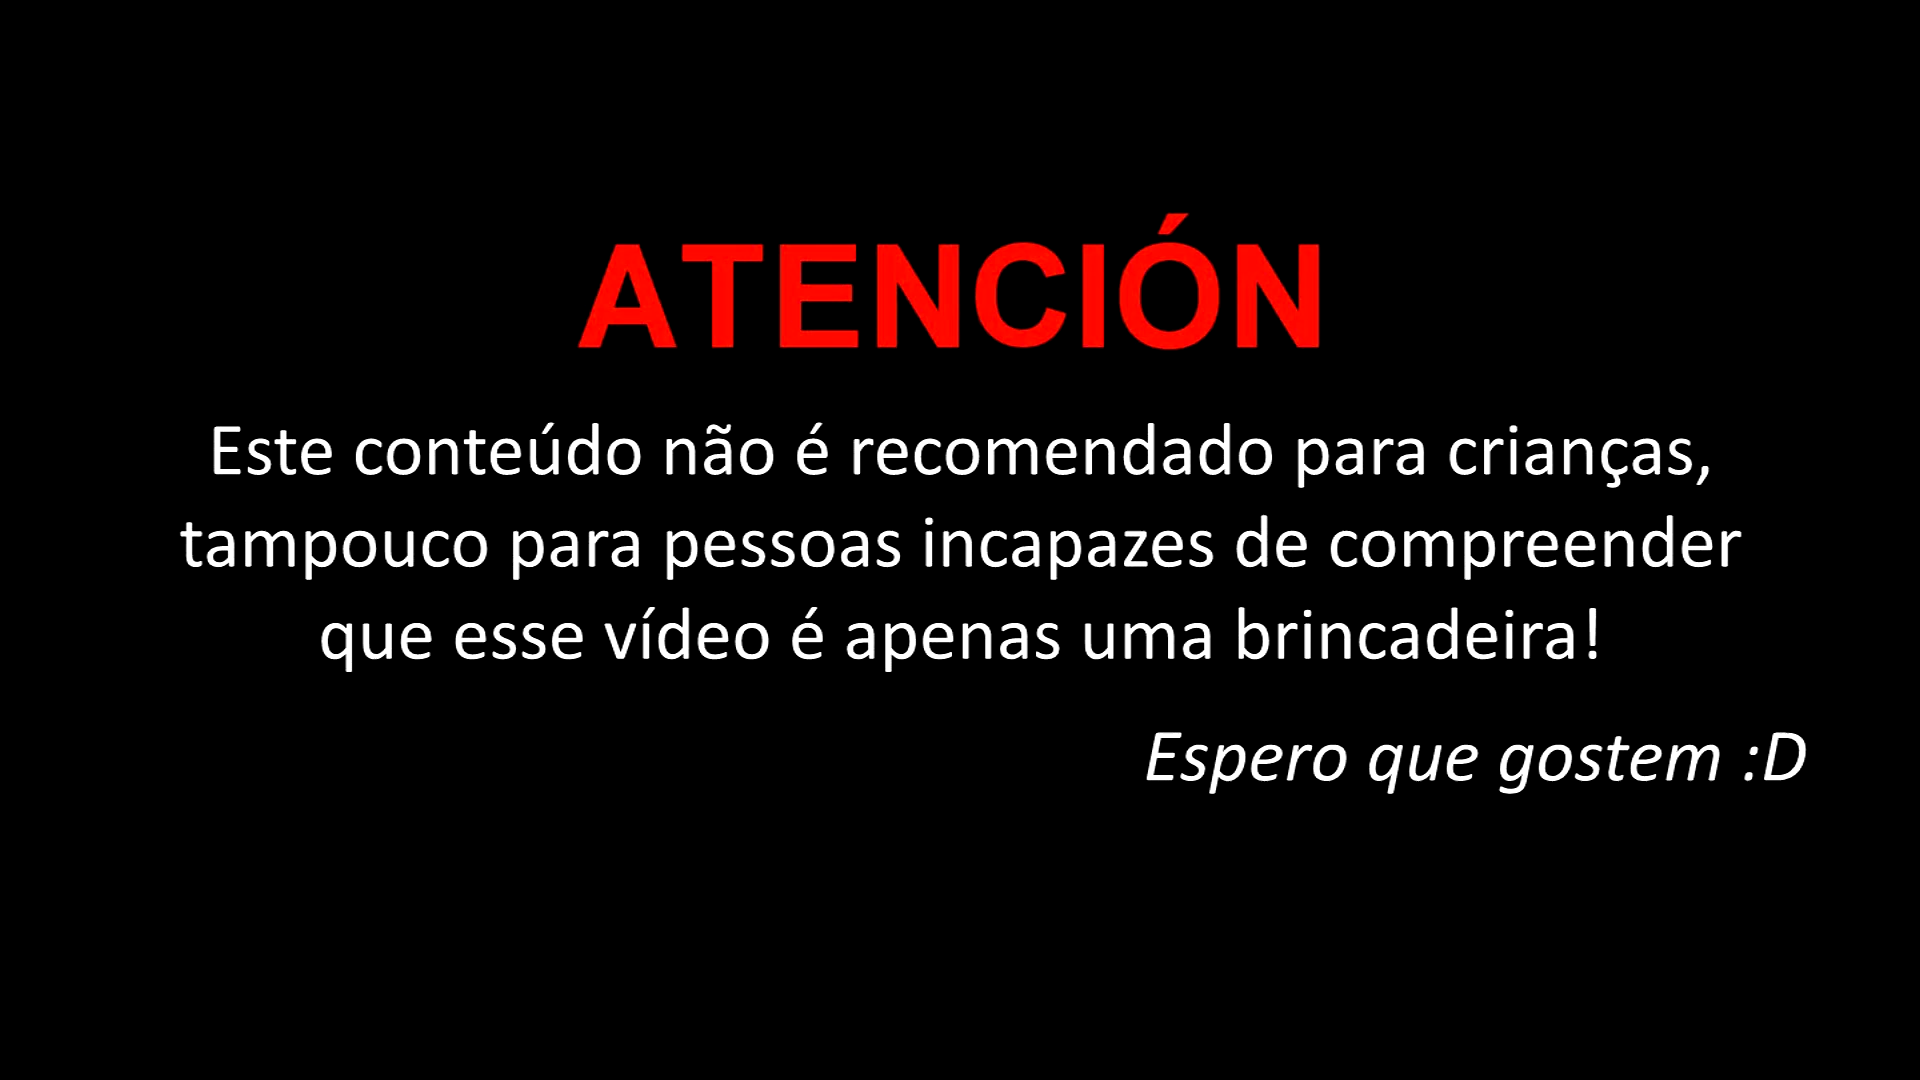 ATENCIÓN
Este conteúdo não é recomendado para crianças,
tampouco para pessoas incapazes de compreender
que esse vídeo é apenas uma brincadeira!
Espero que gostem :D